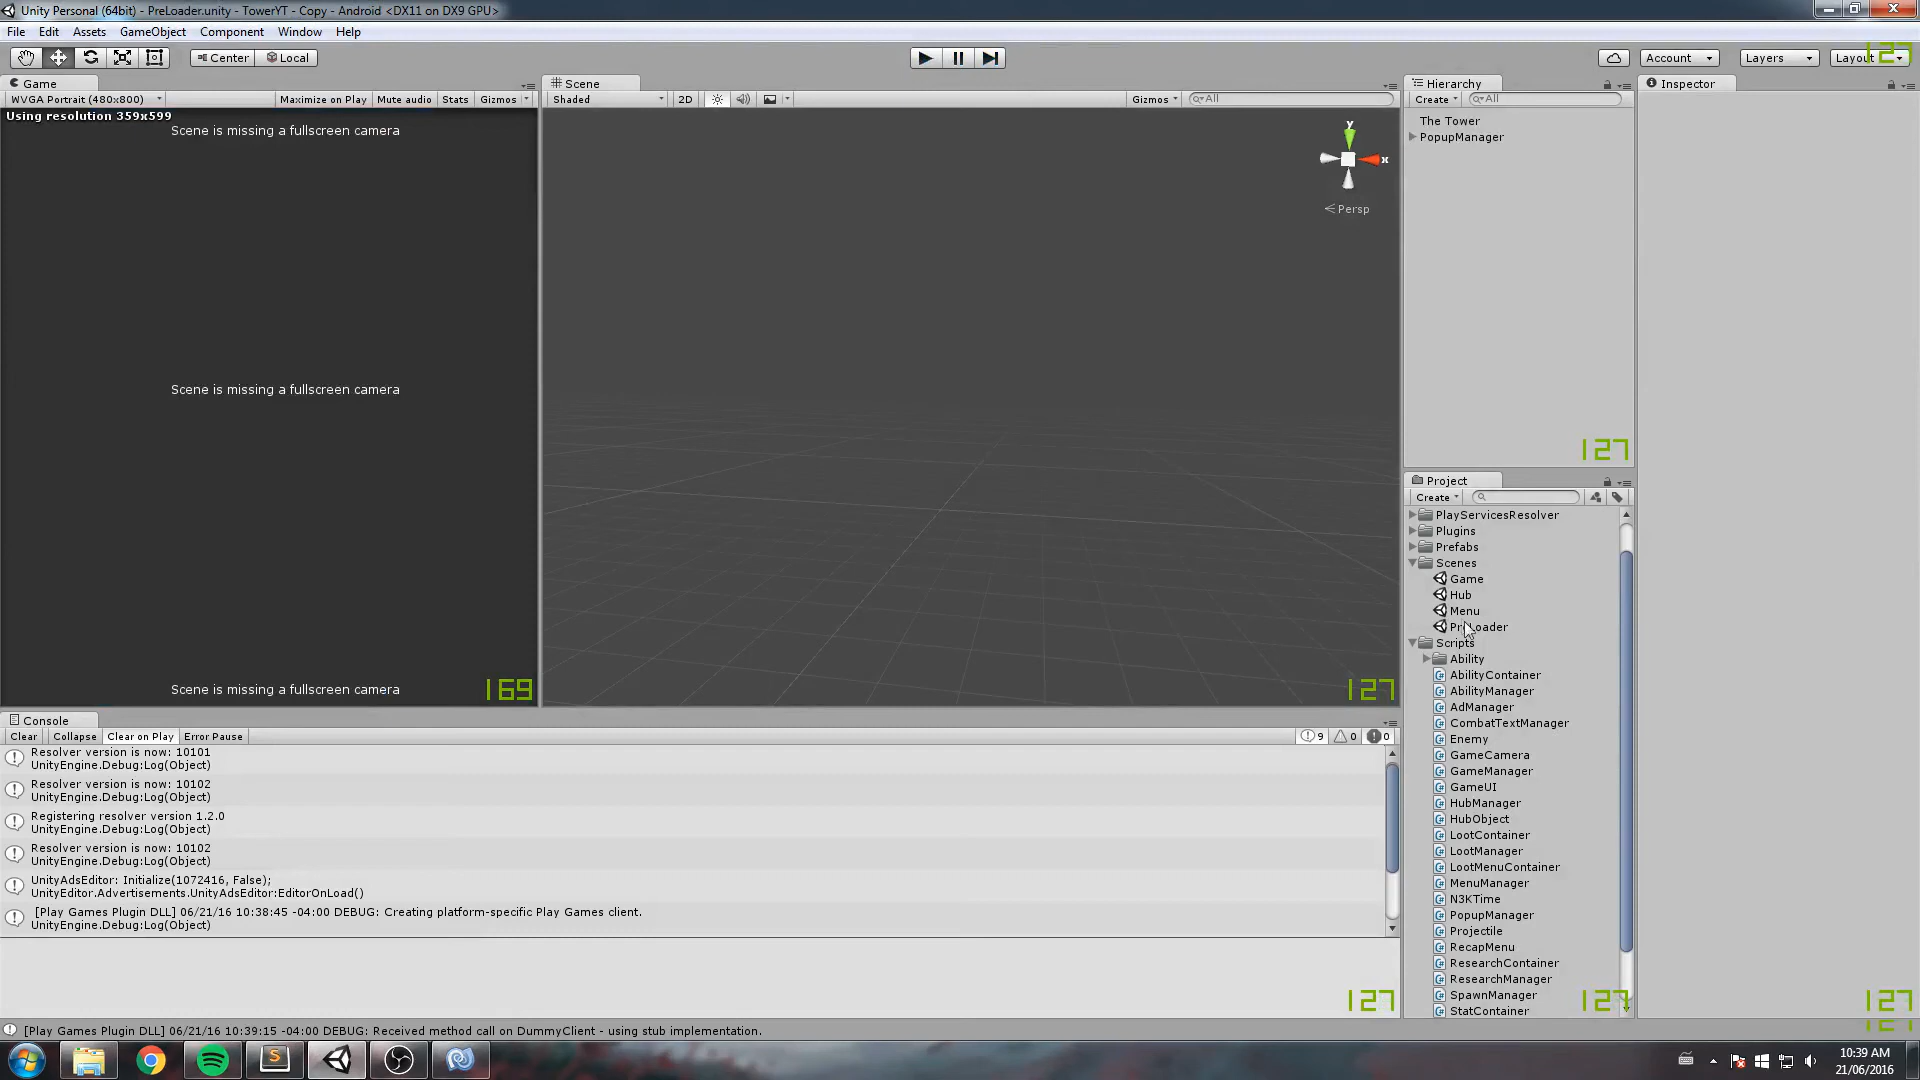 Unity Personal (64bit) - PreLoader.unity - TowerYT - Copy - Android <DX11 on DX9 GPU>
File Edit Assets GameObject Component Window Help
Center Local Account Layers Layout
127
Game
WVGA Portrait (480x800) Maximize on Play Mute audio Stats Gizmos
Using resolution 359x599
Scene is missing a fullscreen camera
Scene is missing a fullscreen camera
Scene is missing a fullscreen camera
169
Scene
Shaded 2D Gizmos All
y
x
Persp
127
Hierarchy
Create All
The Tower
PopupManager
127
Inspector
Project
Create
PlayServicesResolver
Plugins
Prefabs
Scenes
Game
Hub
Menu
PreLoader
Scripts
Ability
AbilityContainer
AbilityManager
AdManager
CombatTextManager
Enemy
GameCamera
GameManager
GameUI
HubManager
HubObject
LootContainer
LootManager
LootMenuContainer
MenuManager
N3KTime
PopupManager
Projectile
RecapMenu
ResearchContainer
ResearchManager
SpawnManager
StatContainer
127
127
127
Console
Clear Collapse Clear on Play Error Pause 9 0 0
Resolver version is now: 10101
UnityEngine.Debug:Log(Object)
Resolver version is now: 10102
UnityEngine.Debug:Log(Object)
Registering resolver version 1.2.0
UnityEngine.Debug:Log(Object)
Resolver version is now: 10102
UnityEngine.Debug:Log(Object)
UnityAdsEditor: Initialize(1072416, False);
UnityEditor.Advertisements.UnityAdsEditor:EditorOnLoad()
[Play Games Plugin DLL] 06/21/16 10:38:45 -04:00 DEBUG: Creating platform-specific Play Games client.
UnityEngine.Debug:Log(Object)
127
[Play Games Plugin DLL] 06/21/16 10:39:15 -04:00 DEBUG: Received method call on DummyClient - using stub implementation.
10:39 AM
21/06/2016